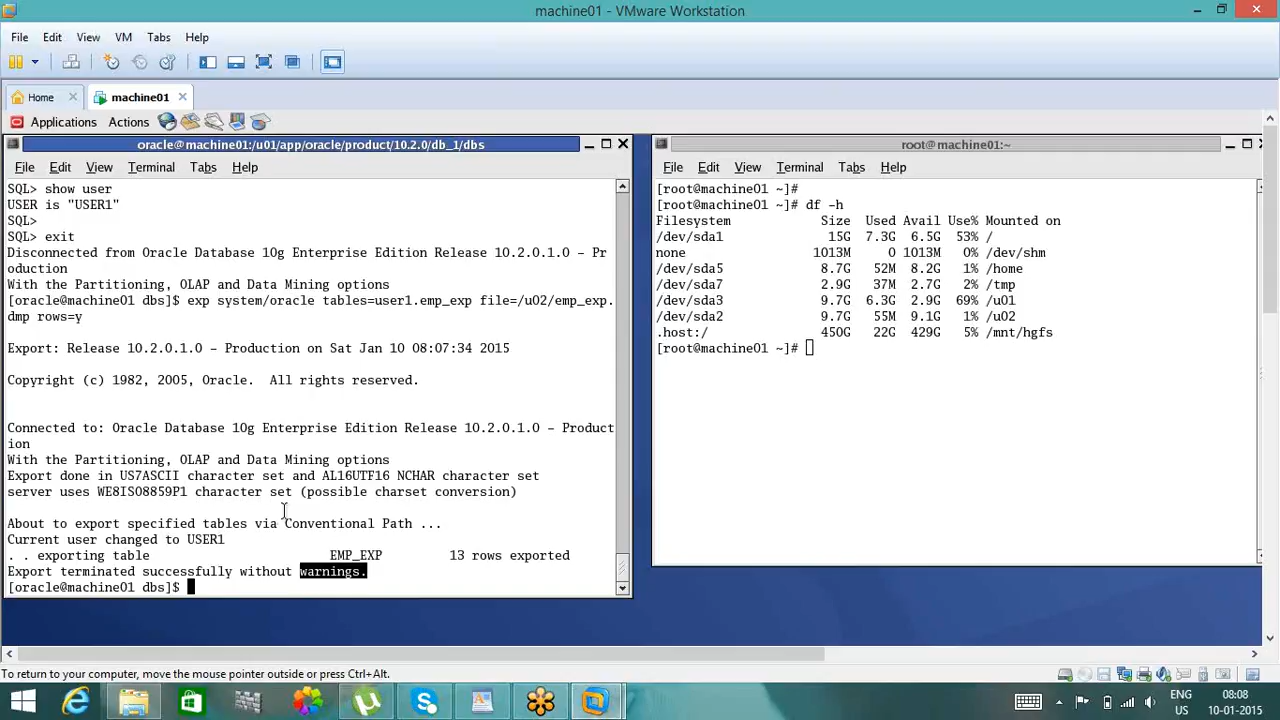 machine01 - VMware Workstation
File Edit View VM Tabs Help
Home machine01
Applications Actions
oracle@machine01:/u01/app/oracle/product/10.2.0/db_1/dbs
File Edit View Terminal Tabs Help
SQL> show user
USER is "USER1"
SQL>
SQL> exit
Disconnected from Oracle Database 10g Enterprise Edition Release 10.2.0.1.0 – Pr
oduction
With the Partitioning, OLAP and Data Mining options
[oracle@machine01 dbs]$ exp system/oracle tables=user1.emp_exp file=/u02/emp_exp.
dmp rows=y
Export: Release 10.2.0.1.0 – Production on Sat Jan 10 08:07:34 2015
Copyright (c) 1982, 2005, Oracle.  All rights reserved.
Connected to: Oracle Database 10g Enterprise Edition Release 10.2.0.1.0 – Product
ion
With the Partitioning, OLAP and Data Mining options
Export done in US7ASCII character set and AL16UTF16 NCHAR character set
server uses WE8ISO8859P1 character set (possible charset conversion)
About to export specified tables via Conventional Path ...
Current user changed to USER1
. . exporting table EMP_EXP 13 rows exported
Export terminated successfully without warnings.
[oracle@machine01 dbs]$
root@machine01:~
File Edit View Terminal Tabs Help
[root@machine01 ~]#
[root@machine01 ~]# df –h
Filesystem Size Used Avail Use% Mounted on
/dev/sda1 15G 7.3G 6.5G 53% /
none 1013M 0 1013M 0% /dev/shm
/dev/sda5 8.7G 52M 8.2G 1% /home
/dev/sda7 2.9G 37M 2.7G 2% /tmp
/dev/sda3 9.7G 6.3G 2.9G 69% /u01
/dev/sda2 9.7G 55M 9.1G 1% /u02
.host:/ 450G 22G 429G 5% /mnt/hgfs
[root@machine01 ~]#
To return to your computer, move the mouse pointer outside or press Ctrl+Alt.
ENG 08:08
US 10-01-2015